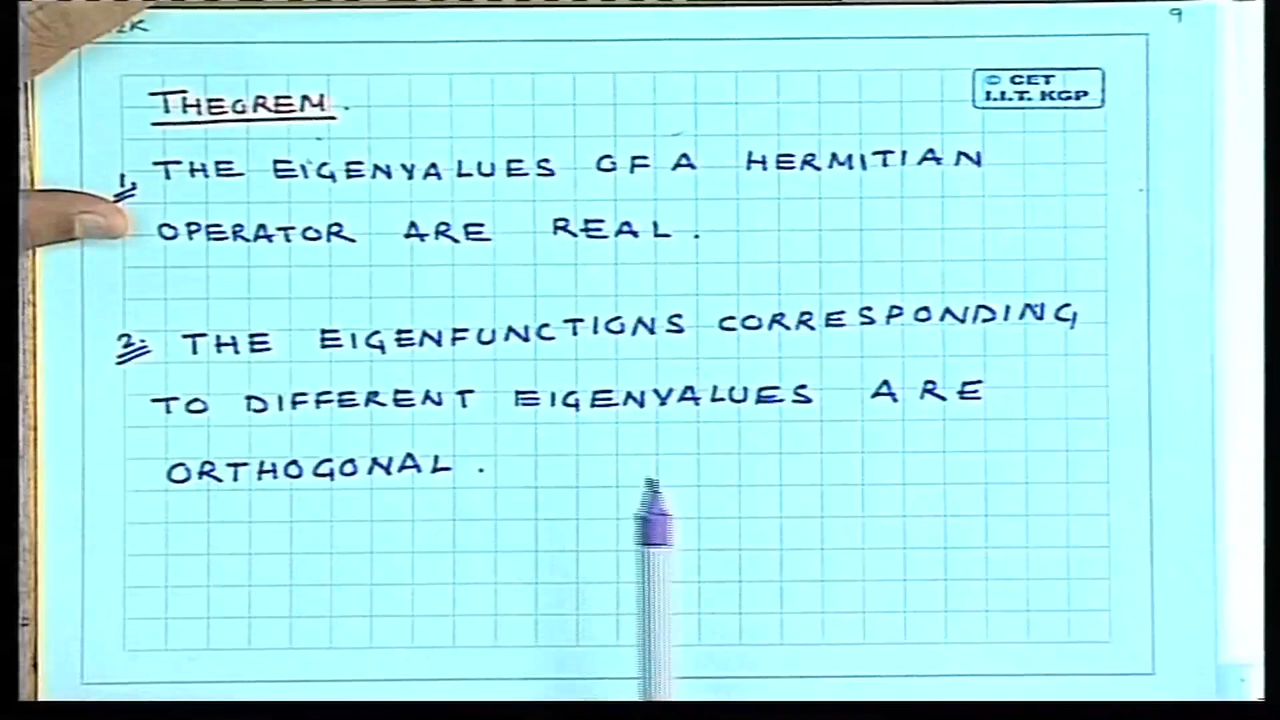 9
© CET
I.I.T. KGP
THEOREM.
1. THE EIGENVALUES OF A HERMITIAN
OPERATOR ARE REAL.
2. THE EIGENFUNCTIONS CORRESPONDING
TO DIFFERENT EIGENVALUES ARE
ORTHOGONAL.